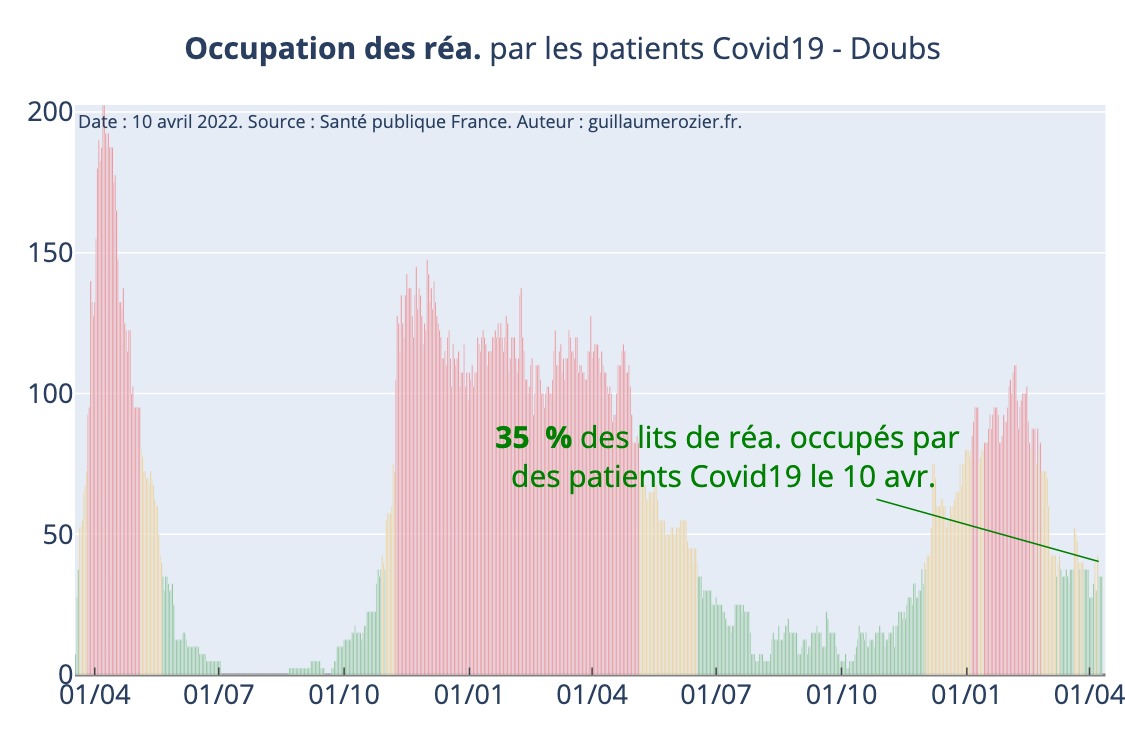 Occupation des réa. par les patients Covid19 - Doubs
200
Date : 10 avril 2022. Source : Santé publique France. Auteur : guillaumerozier.fr.
150
100
35 % des lits de réa. occupés par
des patients Covid19 le 10 avr.
50
0
01/04 01/07 01/10 01/01 01/04 01/07 01/10 01/01 01/04